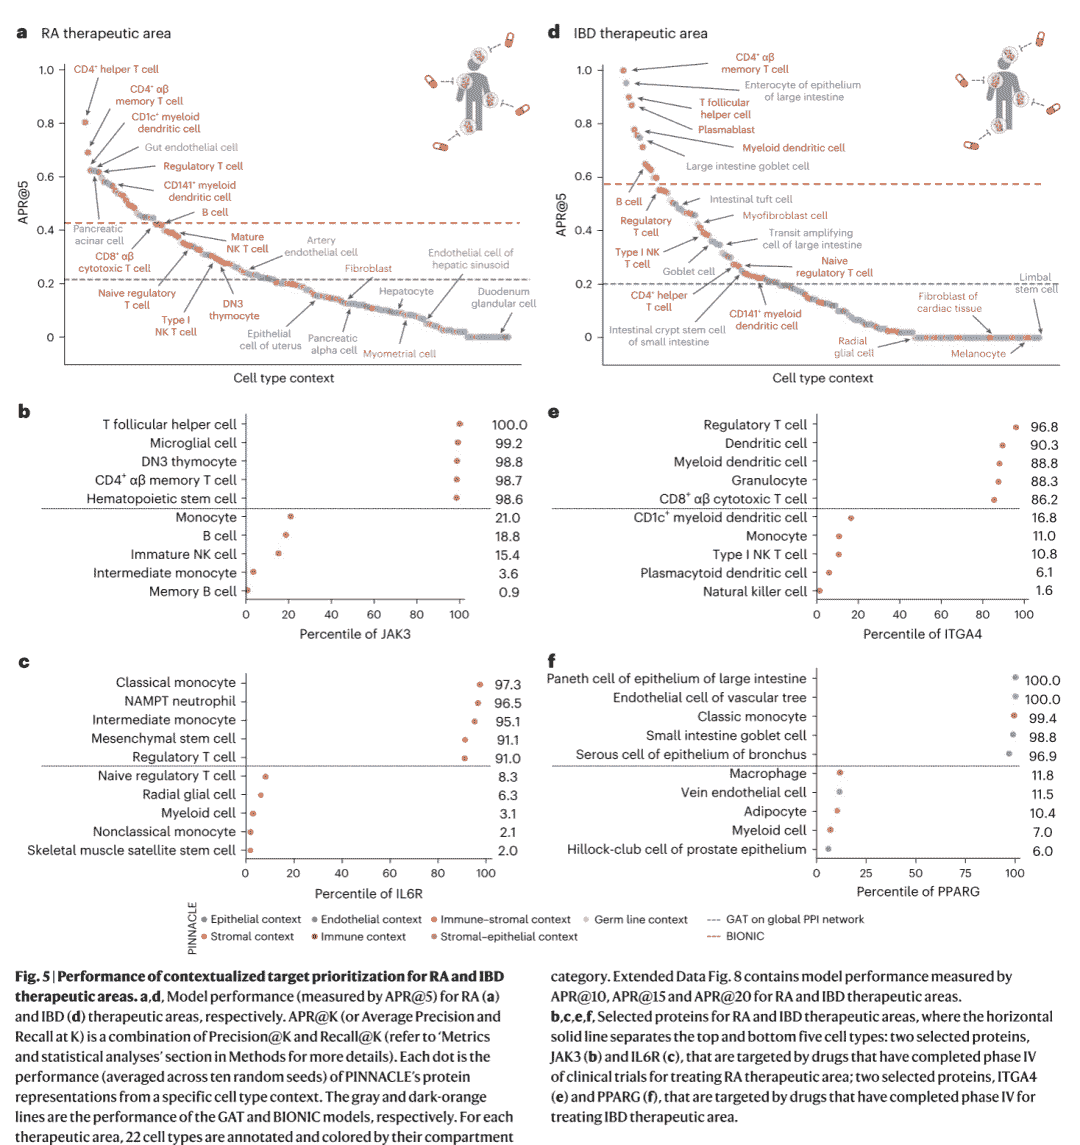 a RA therapeutic area
1.0
0.8
0.6
0.4
0.2
0
APR@5
CD4+ helper T cell
CD4+ αβ
memory T cell
CD1c+ myeloid
dendritic cell
Gut endothelial cell
Regulatory T cell
CD141+ myeloid
dendritic cell
B cell
Pancreatic
acinar cell
CD8+ αβ
cytotoxic T cell
Mature
NK T cell
Artery
endothelial cell
Endothelial cell of
hepatic sinusoid
Fibroblast
Naive regulatory
T cell
Type I
NK T cell
DN3
thymocyte
Hepatocyte
Duodenum
glandular cell
Epithelial
cell of uterus
Pancreatic
alpha cell
Myometrial cell
Cell type context
d IBD therapeutic area
1.0
0.8
0.6
0.4
0.2
0
APR@5
CD4+ αβ
memory T cell
Enterocyte of epithelium
of large intestine
T follicular
helper cell
Plasmablast
Myeloid dendritic cell
Large intestine goblet cell
B cell
Intestinal tuft cell
Regulatory
T cell
Myofibroblast cell
Type I NK
T cell
Transit amplifying
cell of large intestine
Goblet cell
Naive
regulatory T cell
CD4+ helper
T cell
CD141+ myeloid
dendritic cell
Intestinal crypt stem cell
of small intestine
Limbal
stem cell
Fibroblast of
cardiac tissue
Radial
glial cell
Melanocyte
Cell type context
b
T follicular helper cell 100.0
Microglial cell 99.2
DN3 thymocyte 98.8
CD4+ αβ memory T cell 98.7
Hematopoietic stem cell 98.6
Monocyte 21.0
B cell 18.8
Immature NK cell 15.4
Intermediate monocyte 3.6
Memory B cell 0.9
0 20 40 60 80 100
Percentile of JAK3
e
Regulatory T cell 96.8
Dendritic cell 90.3
Myeloid dendritic cell 88.8
Granulocyte 88.3
CD8+ αβ cytotoxic T cell 86.2
CD1c+ myeloid dendritic cell 16.8
Monocyte 11.0
Type I NK T cell 10.8
Plasmacytoid dendritic cell 6.1
Natural killer cell 1.6
0 20 40 60 80 100
Percentile of ITGA4
c
Classical monocyte 97.3
NAMPT neutrophil 96.5
Intermediate monocyte 95.1
Mesenchymal stem cell 91.1
Regulatory T cell 91.0
Naive regulatory T cell 8.3
Radial glial cell 6.3
Myeloid cell 3.1
Nonclassical monocyte 2.1
Skeletal muscle satellite stem cell 2.0
0 20 40 60 80 100
Percentile of IL6R
f
Paneth cell of epithelium of large intestine 100.0
Endothelial cell of vascular tree 100.0
Classic monocyte 99.4
Small intestine goblet cell 98.8
Serous cell of epithelium of bronchus 96.9
Macrophage 11.8
Vein endothelial cell 11.5
Adipocyte 10.4
Myeloid cell 7.0
Hillock-club cell of prostate epithelium 6.0
0 25 50 75 100
Percentile of PPARG
PINNACLE
Epithelial context Endothelial context Immune–stromal context Germ line context GAT on global PPI network
Stromal context Immune context Stromal–epithelial context BIONIC
Fig. 5 | Performance of contextualized target prioritization for RA and IBD
therapeutic areas. a,d, Model performance (measured by APR@5) for RA (a)
and IBD (d) therapeutic areas, respectively. APR@K (or Average Precision and
Recall at K) is a combination of Precision@K and Recall@K (refer to ‘Metrics
and statistical analyses’ section in Methods for more details). Each dot is the
performance (averaged across ten random seeds) of PINNACLE’s protein
representations from a specific cell type context. The gray and dark-orange
lines are the performance of the GAT and BIONIC models, respectively. For each
therapeutic area, 22 cell types are annotated and colored by their compartment
category. Extended Data Fig. 8 contains model performance measured by
APR@10, APR@15 and APR@20 for RA and IBD therapeutic areas.
b,c,e,f, Selected proteins for RA and IBD therapeutic areas, where the horizontal
solid line separates the top and bottom five cell types: two selected proteins,
JAK3 (b) and IL6R (c), that are targeted by drugs that have completed phase IV
of clinical trials for treating RA therapeutic area; two selected proteins, ITGA4
(e) and PPARG (f), that are targeted by drugs that have completed phase IV for
treating IBD therapeutic area.